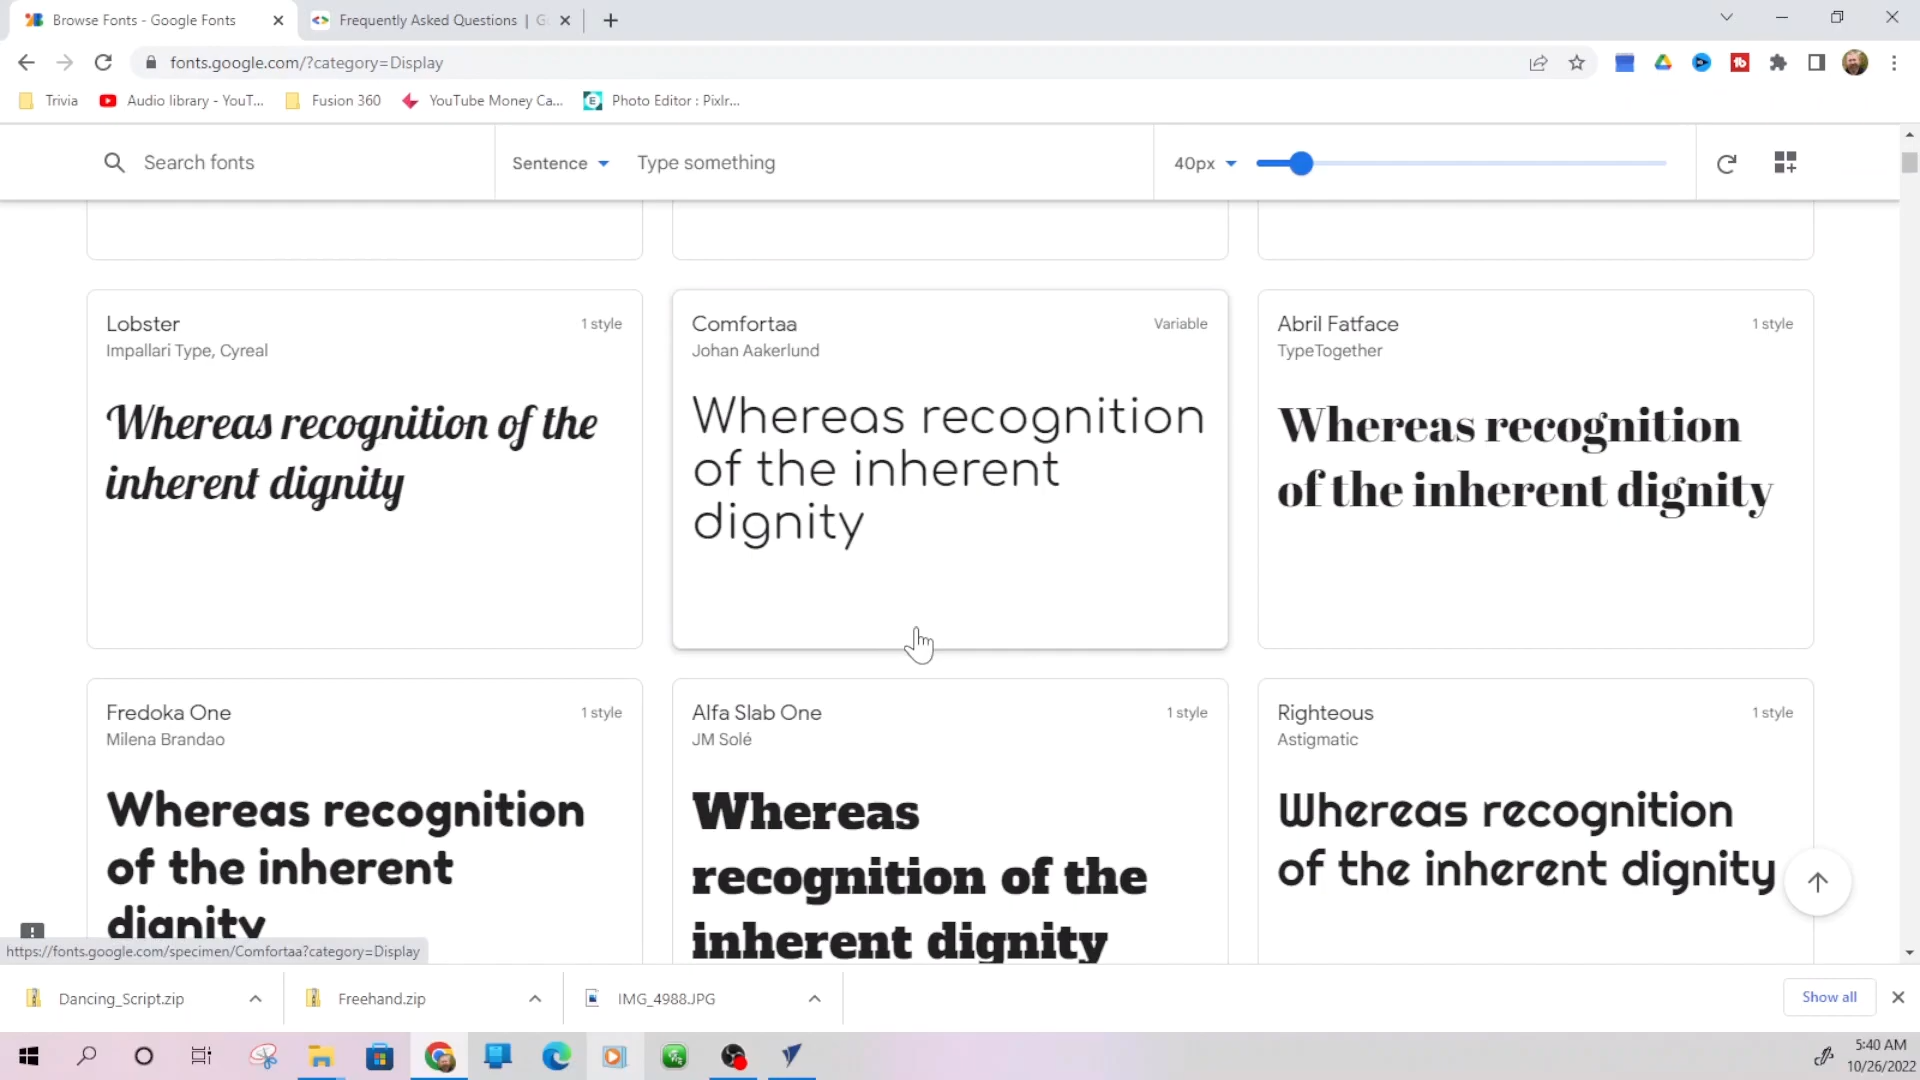 Browse Fonts - Google Fonts
Frequently Asked Questions | G
fonts.google.com/?category=Display
Trivia
Audio library - YouT...
Fusion 360
YouTube Money Ca...
Photo Editor : Pixlr...
Search fonts
Sentence
Type something
40px
Lobster
1 style
Impallari Type, Cyreal
Whereas recognition of the
inherent dignity
Comfortaa
Variable
Johan Aakerlund
Whereas recognition
of the inherent
dignity
Abril Fatface
1 style
TypeTogether
Whereas recognition
of the inherent dignity
Fredoka One
1 style
Milena Brandao
Whereas recognition
of the inherent
dignity
Alfa Slab One
1 style
JM Solé
Whereas
recognition of the
inherent dignity
Righteous
1 style
Astigmatic
Whereas recognition
of the inherent dignity
https://fonts.google.com/specimen/Comfortaa?category=Display
Dancing_Script.zip
Freehand.zip
IMG_4988.JPG
Show all
5:40 AM
10/26/2022